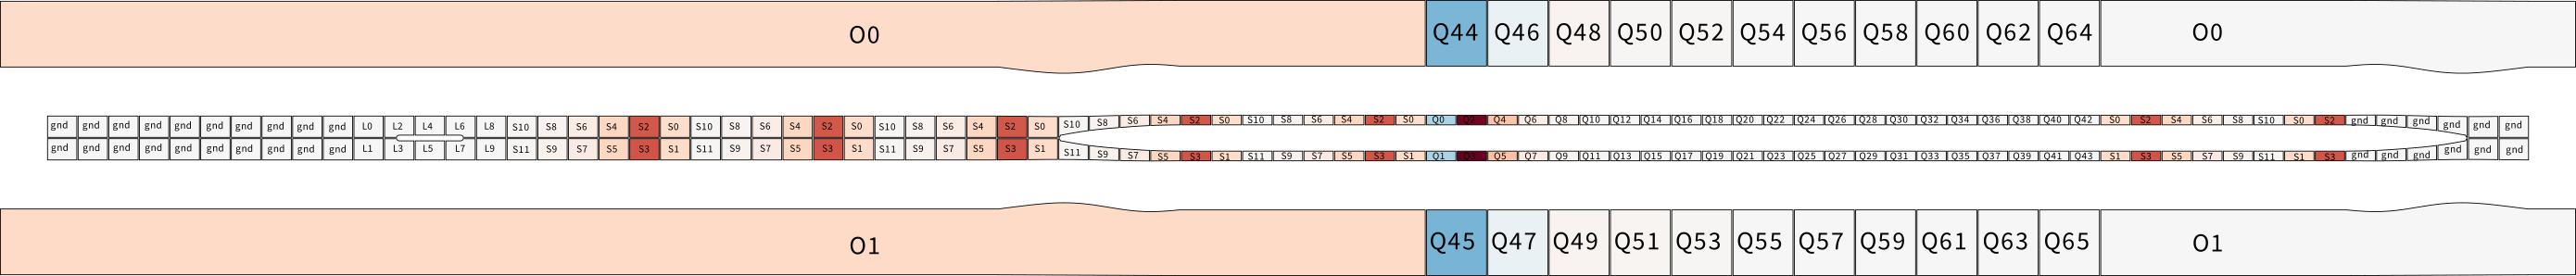 O0 Q44 Q46 Q48 Q50 Q52 Q54 Q56 Q58 Q60 Q62 Q64 O0
gnd gnd gnd gnd gnd gnd gnd gnd gnd gnd L0 L2 L4 L6 L8 S10 S8 S6 S4 S2 S0 S10 S8 S6 S4 S2 S0 S10 S8 S6 S4 S2 S0 S10 S8 S6 S4 S2 S0 S10 S8 S6 S4 S2 S0 Q0 Q2 Q4 Q6 Q8 Q10 Q12 Q14 Q16 Q18 Q20 Q22 Q24 Q26 Q28 Q30 Q32 Q34 Q36 Q38 Q40 Q42 S0 S2 S4 S6 S8 S10 S0 S2 gnd gnd gnd gnd gnd gnd
gnd gnd gnd gnd gnd gnd gnd gnd gnd gnd L1 L3 L5 L7 L9 S11 S9 S7 S5 S3 S1 S11 S9 S7 S5 S3 S1 S11 S9 S7 S5 S3 S1 S11 S9 S7 S5 S3 S1 S11 S9 S7 S5 S3 S1 Q1 Q3 Q5 Q7 Q9 Q11 Q13 Q15 Q17 Q19 Q21 Q23 Q25 Q27 Q29 Q31 Q33 Q35 Q37 Q39 Q41 Q43 S1 S3 S5 S7 S9 S11 S1 S3 gnd gnd gnd gnd gnd gnd
O1 Q45 Q47 Q49 Q51 Q53 Q55 Q57 Q59 Q61 Q63 Q65 O1